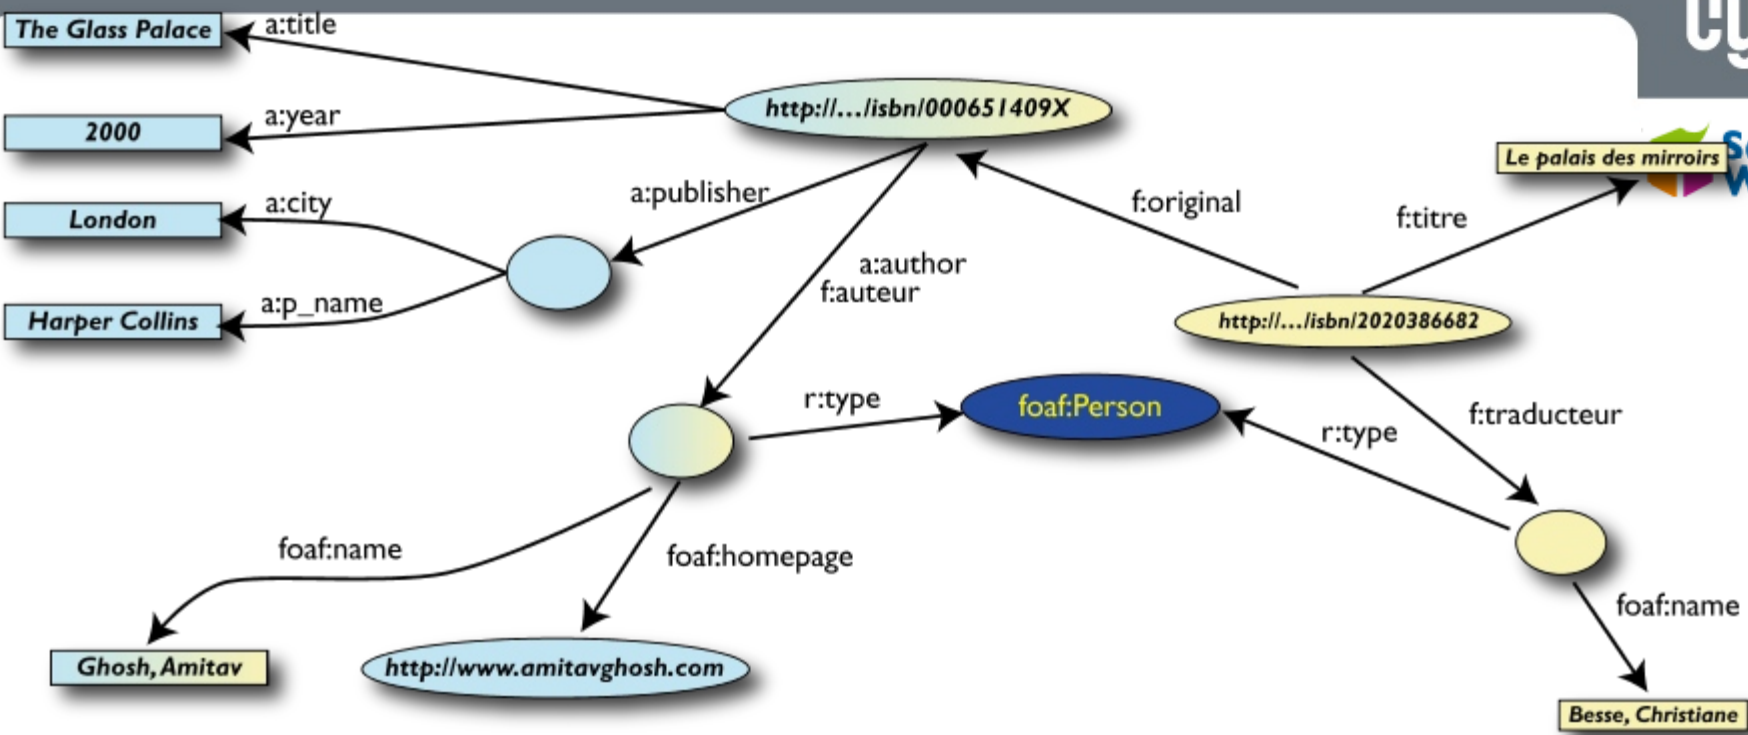 The Glass Palace
a:title
http://.../isbn/000651409X
2000
a:year
Le palais des mirroirs
a:publisher
f:original
f:titre
London
a:city
a:author
f:auteur
Harper Collins
a:p_name
http://.../isbn/2020386682
r:type
foaf:Person
f:traducteur
r:type
foaf:name
foaf:homepage
foaf:name
Ghosh, Amitav
http://www.amitavghosh.com
Besse, Christiane